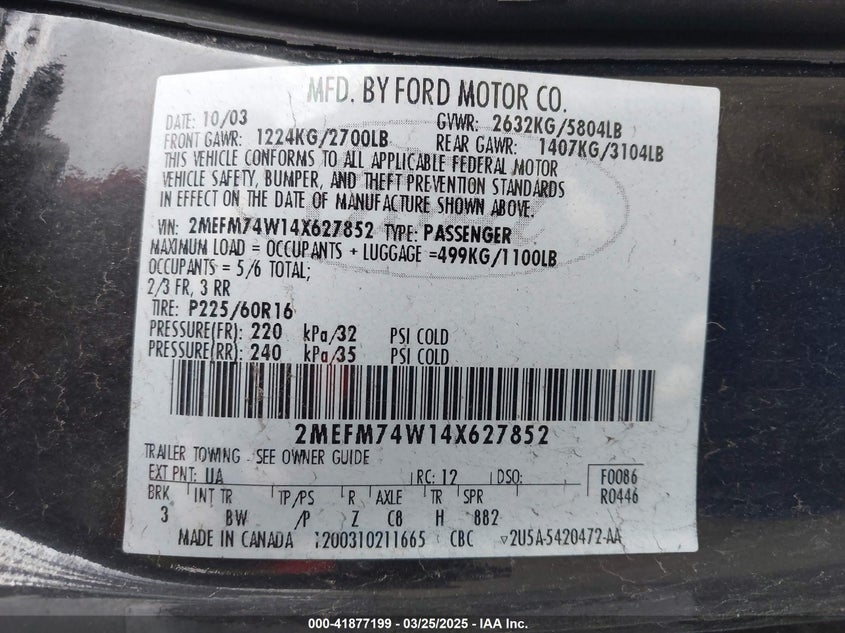 MFD. BY FORD MOTOR CO.
DATE: 10/03 GVWR: 2632KG/5804LB
FRONT GAWR: 1224KG/2700LB REAR GAWR: 1407KG/3104LB
THIS VEHICLE CONFORMS TO ALL APPLICABLE FEDERAL MOTOR
VEHICLE SAFETY, BUMPER, AND THEFT PREVENTION STANDARDS
IN EFFECT ON THE DATE OF MANUFACTURE SHOWN ABOVE.
VIN: 2MEFM74W14X627852 TYPE: PASSENGER
MAXIMUM LOAD = OCCUPANTS + LUGGAGE =499KG/1100LB
OCCUPANTS = 5/6 TOTAL;
2/3 FR, 3 RR
TIRE: P225/60R16
PRESSURE(FR): 220 kPa/32 PSI COLD
PRESSURE(RR): 240 kPa/35 PSI COLD
2MEFM74W14X627852
TRAILER TOWING - SEE OWNER GUIDE
EXT PNT: UA RC: 12 DSO: F0086
BRK INT TR TP/PS R AXLE TR SPR R0446
3 BW /P Z C8 H 882
MADE IN CANADA 200310211665 CBC 2U5A-5420472-AA
000-41877199 - 03/25/2025 - IAA Inc.